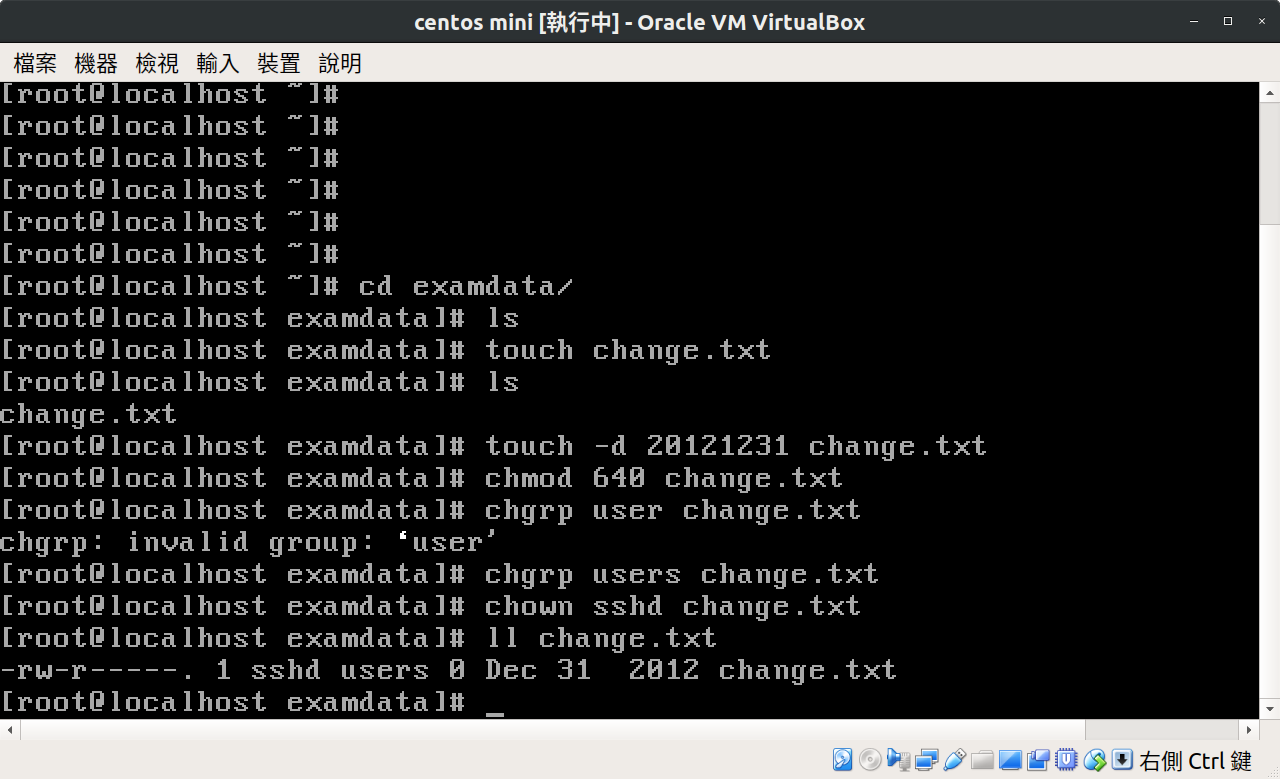 centos mini [執行中] - Oracle VM VirtualBox
檔案 機器 檢視 輸入 裝置 說明
[root@localhost ~]#
[root@localhost ~]#
[root@localhost ~]#
[root@localhost ~]#
[root@localhost ~]#
[root@localhost ~]#
[root@localhost ~]# cd examdata/
[root@localhost examdata]# ls
[root@localhost examdata]# touch change.txt
[root@localhost examdata]# ls
change.txt
[root@localhost examdata]# touch -d 20121231 change.txt
[root@localhost examdata]# chmod 640 change.txt
[root@localhost examdata]# chgrp user change.txt
chgrp: invalid group: ‘user’
[root@localhost examdata]# chgrp users change.txt
[root@localhost examdata]# chown sshd change.txt
[root@localhost examdata]# ll change.txt
-rw-r-----. 1 sshd users 0 Dec 31  2012 change.txt
[root@localhost examdata]# _
右側 Ctrl 鍵